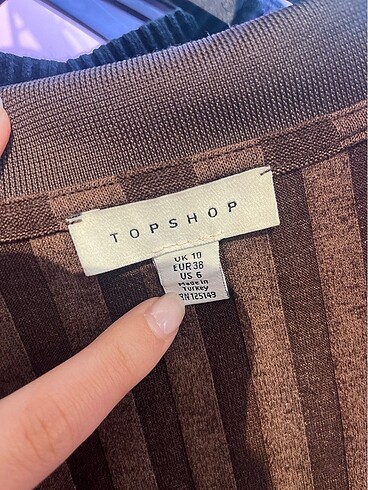 TOPSHOP
UK 10
EUR 38
US 6
Made in
Turkey
RN 125149